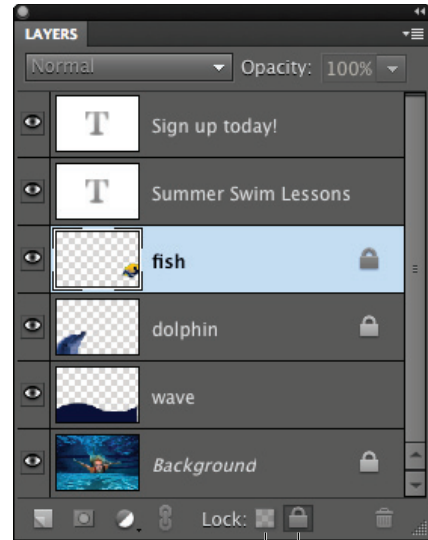 LAYERS
Normal Opacity: 100%
T Sign up today!
T Summer Swim Lessons
fish
dolphin
wave
Background
Lock: